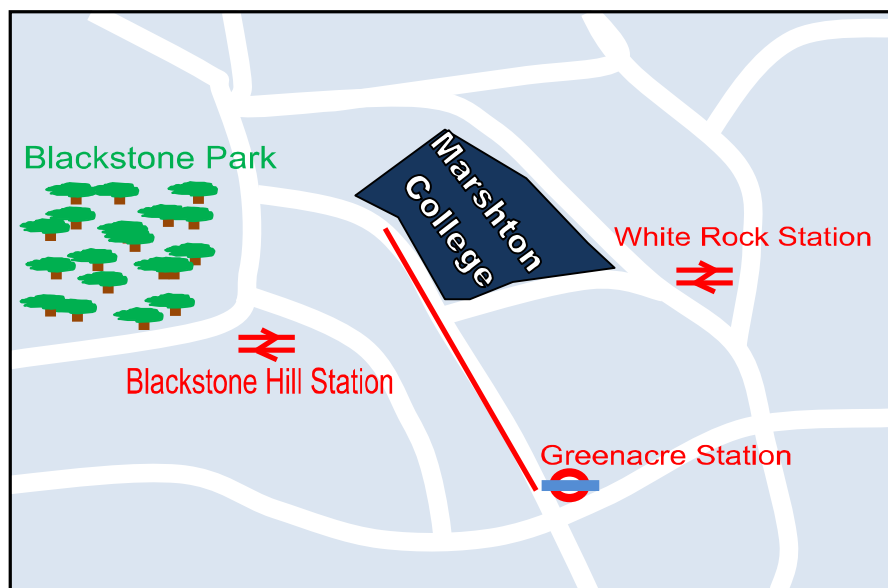 Blackstone Park
Marshton
College
White Rock Station
Blackstone Hill Station
Greenacre Station